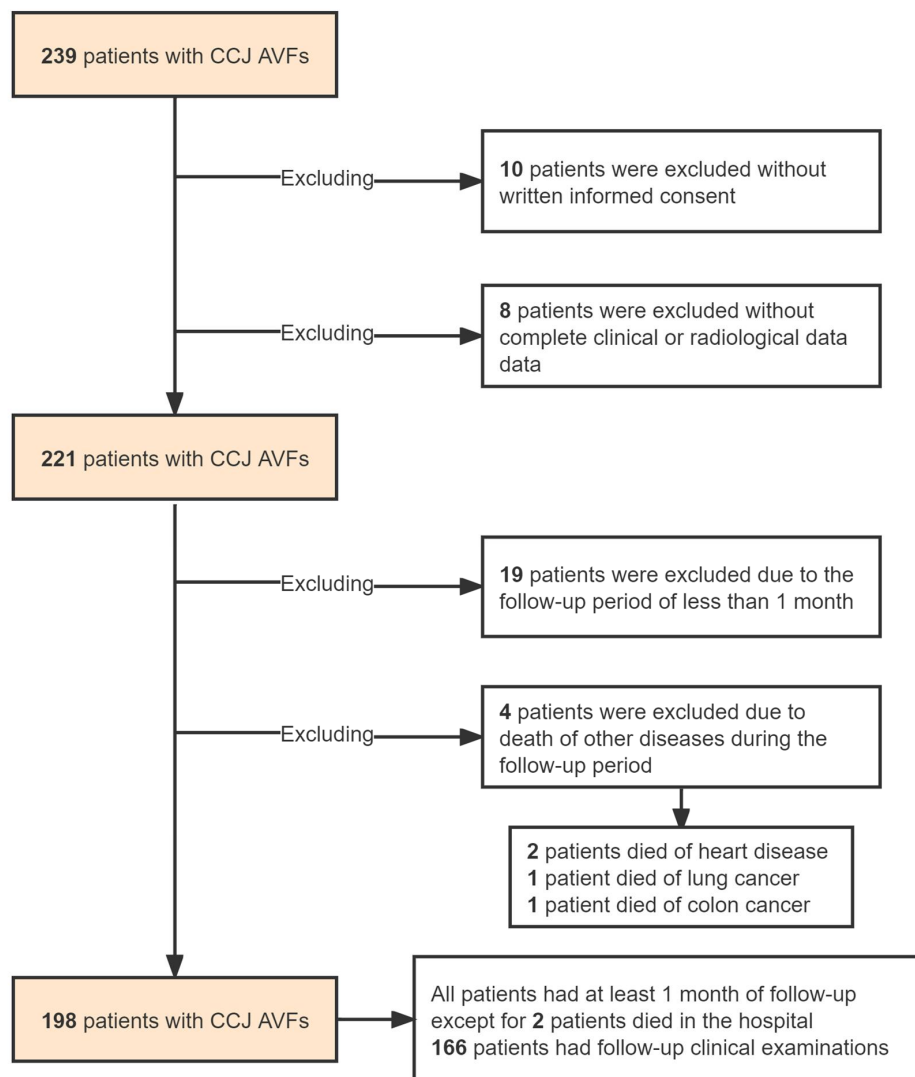 239 patients with CCJ AVFs
Excluding
10 patients were excluded without
written informed consent
Excluding
8 patients were excluded without
complete clinical or radiological data
data
221 patients with CCJ AVFs
Excluding
19 patients were excluded due to the
follow-up period of less than 1 month
Excluding
4 patients were excluded due to
death of other diseases during the
follow-up period
2 patients died of heart disease
1 patient died of lung cancer
1 patient died of colon cancer
198 patients with CCJ AVFs
All patients had at least 1 month of follow-up
except for 2 patients died in the hospital
166 patients had follow-up clinical examinations